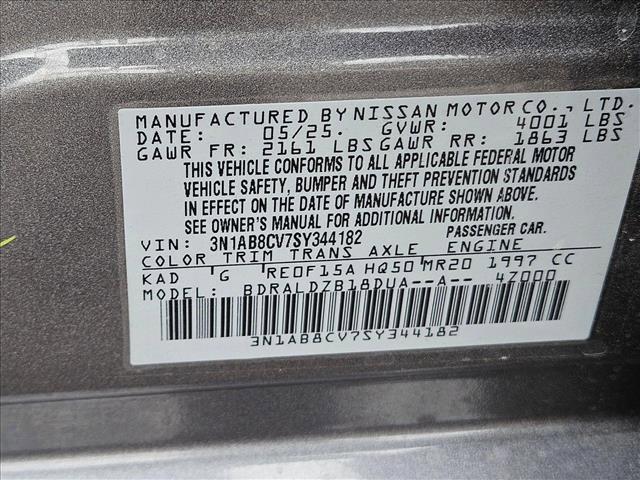 MANUFACTURED BY NISSAN MOTOR CO., LTD.
DATE: 05/25. GVWR: 4001 LBS
GAWR FR: 2161 LBS GAWR RR: 1863 LBS
THIS VEHICLE CONFORMS TO ALL APPLICABLE FEDERAL MOTOR
VEHICLE SAFETY, BUMPER AND THEFT PREVENTION STANDARDS
IN EFFECT ON THE DATE OF MANUFACTURE SHOWN ABOVE.
SEE OWNER'S MANUAL FOR ADDITIONAL INFORMATION.
VIN: 3N1AB8CV7SY344182 PASSENGER CAR.
COLOR TRIM TRANS AXLE ENGINE
KAD G RE0F15A HQ50 MR20 1997 CC
MODEL: BDRALDZB18DUA--A-- 4Z000
3N1AB8CV7SY344182